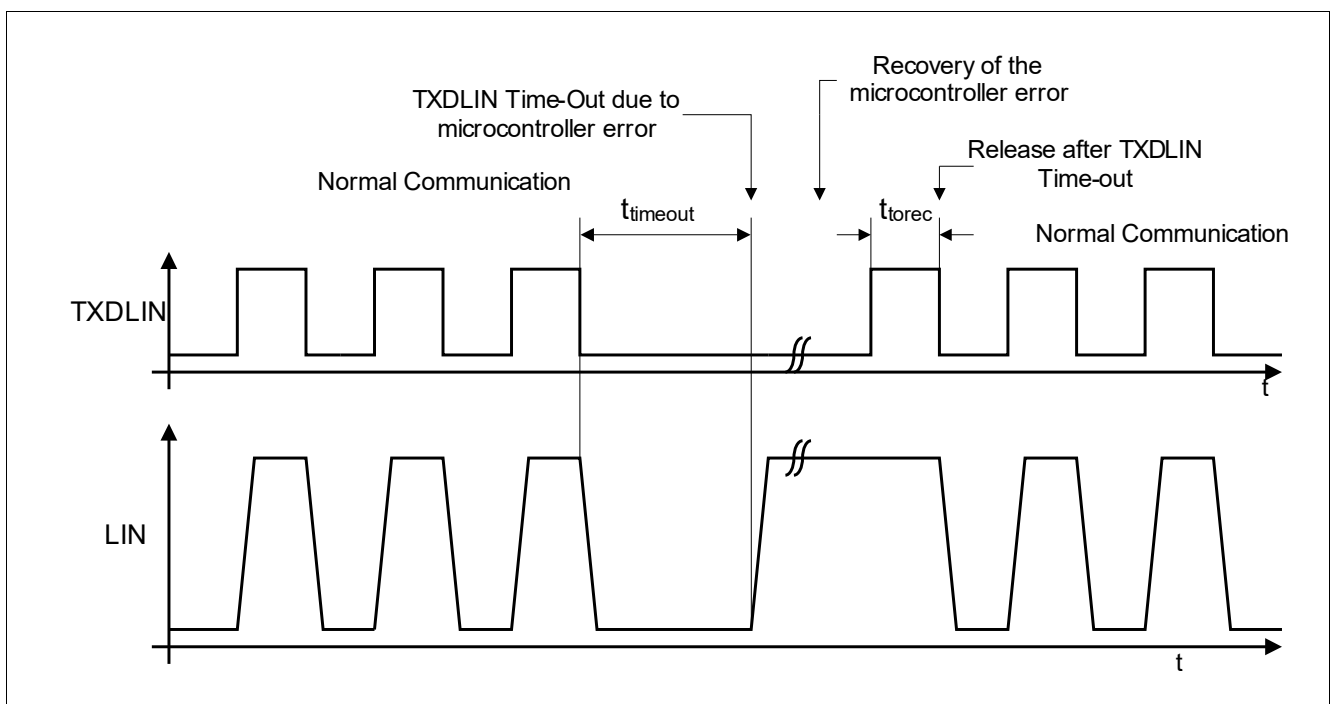 Recovery of the
microcontroller error
TXDLIN Time-Out due to
microcontroller error
Release after TXDLIN
Time-out
Normal Communication
ttimeout
ttorec
Normal Communication
TXDLIN
t
LIN
t